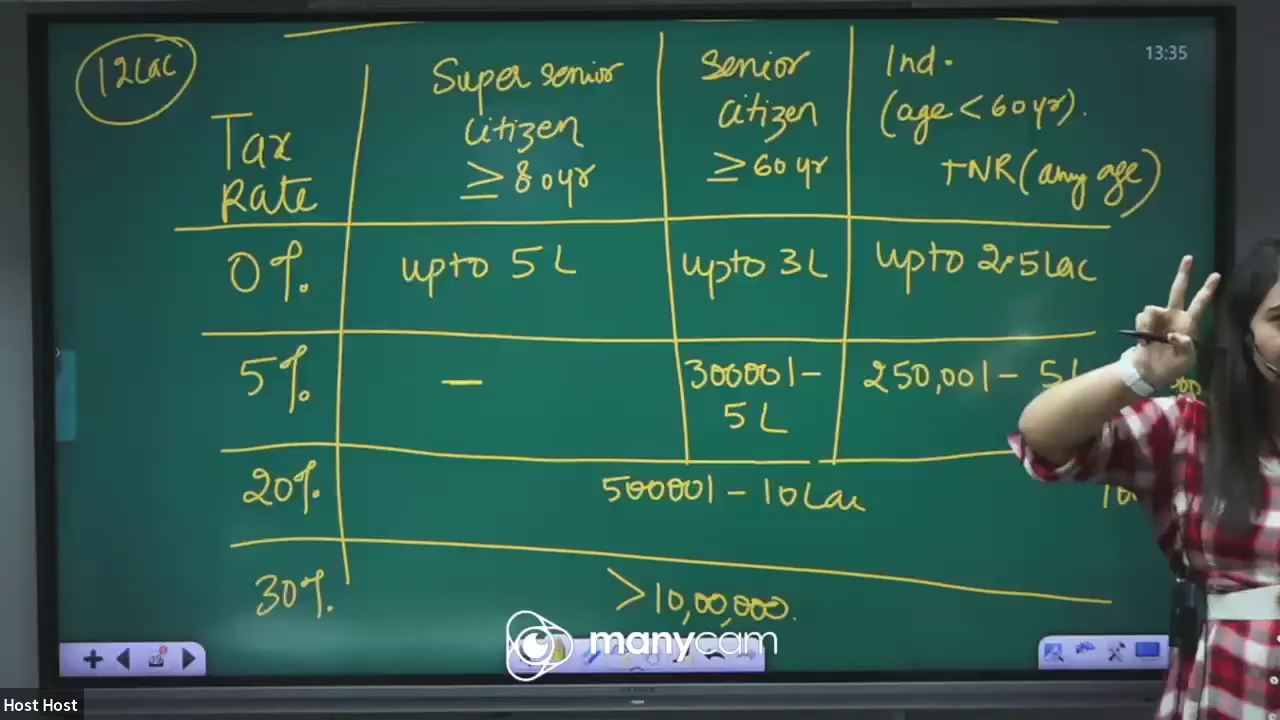 12Lac
13:35
Tax Rate
Super senior citizen ≥80yr
Senior citizen ≥60yr
Ind. (age<60yr). +NR(any age)
0%.
upto 5L
upto 3L
upto 2.5Lac
5%.
—
300001-
5L
250,001- 5L
20%.
500001-10Lac
30%.
>10,00,000.
manycam
Host Host